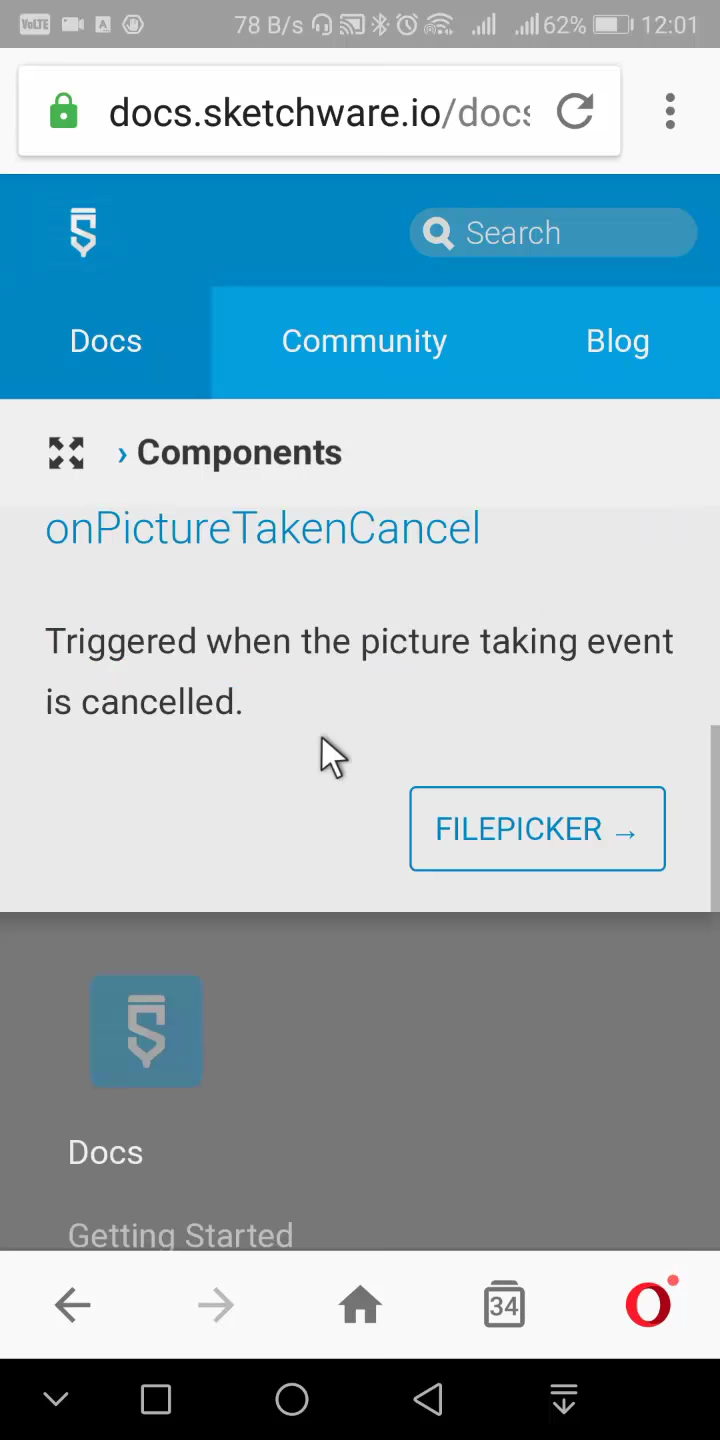 VoLTE 78 B/s 62% 12:01
docs.sketchware.io/docs
Search
Docs Community Blog
› Components
onPictureTakenCancel
Triggered when the picture taking event
is cancelled.
FILEPICKER →
Docs
Getting Started
34